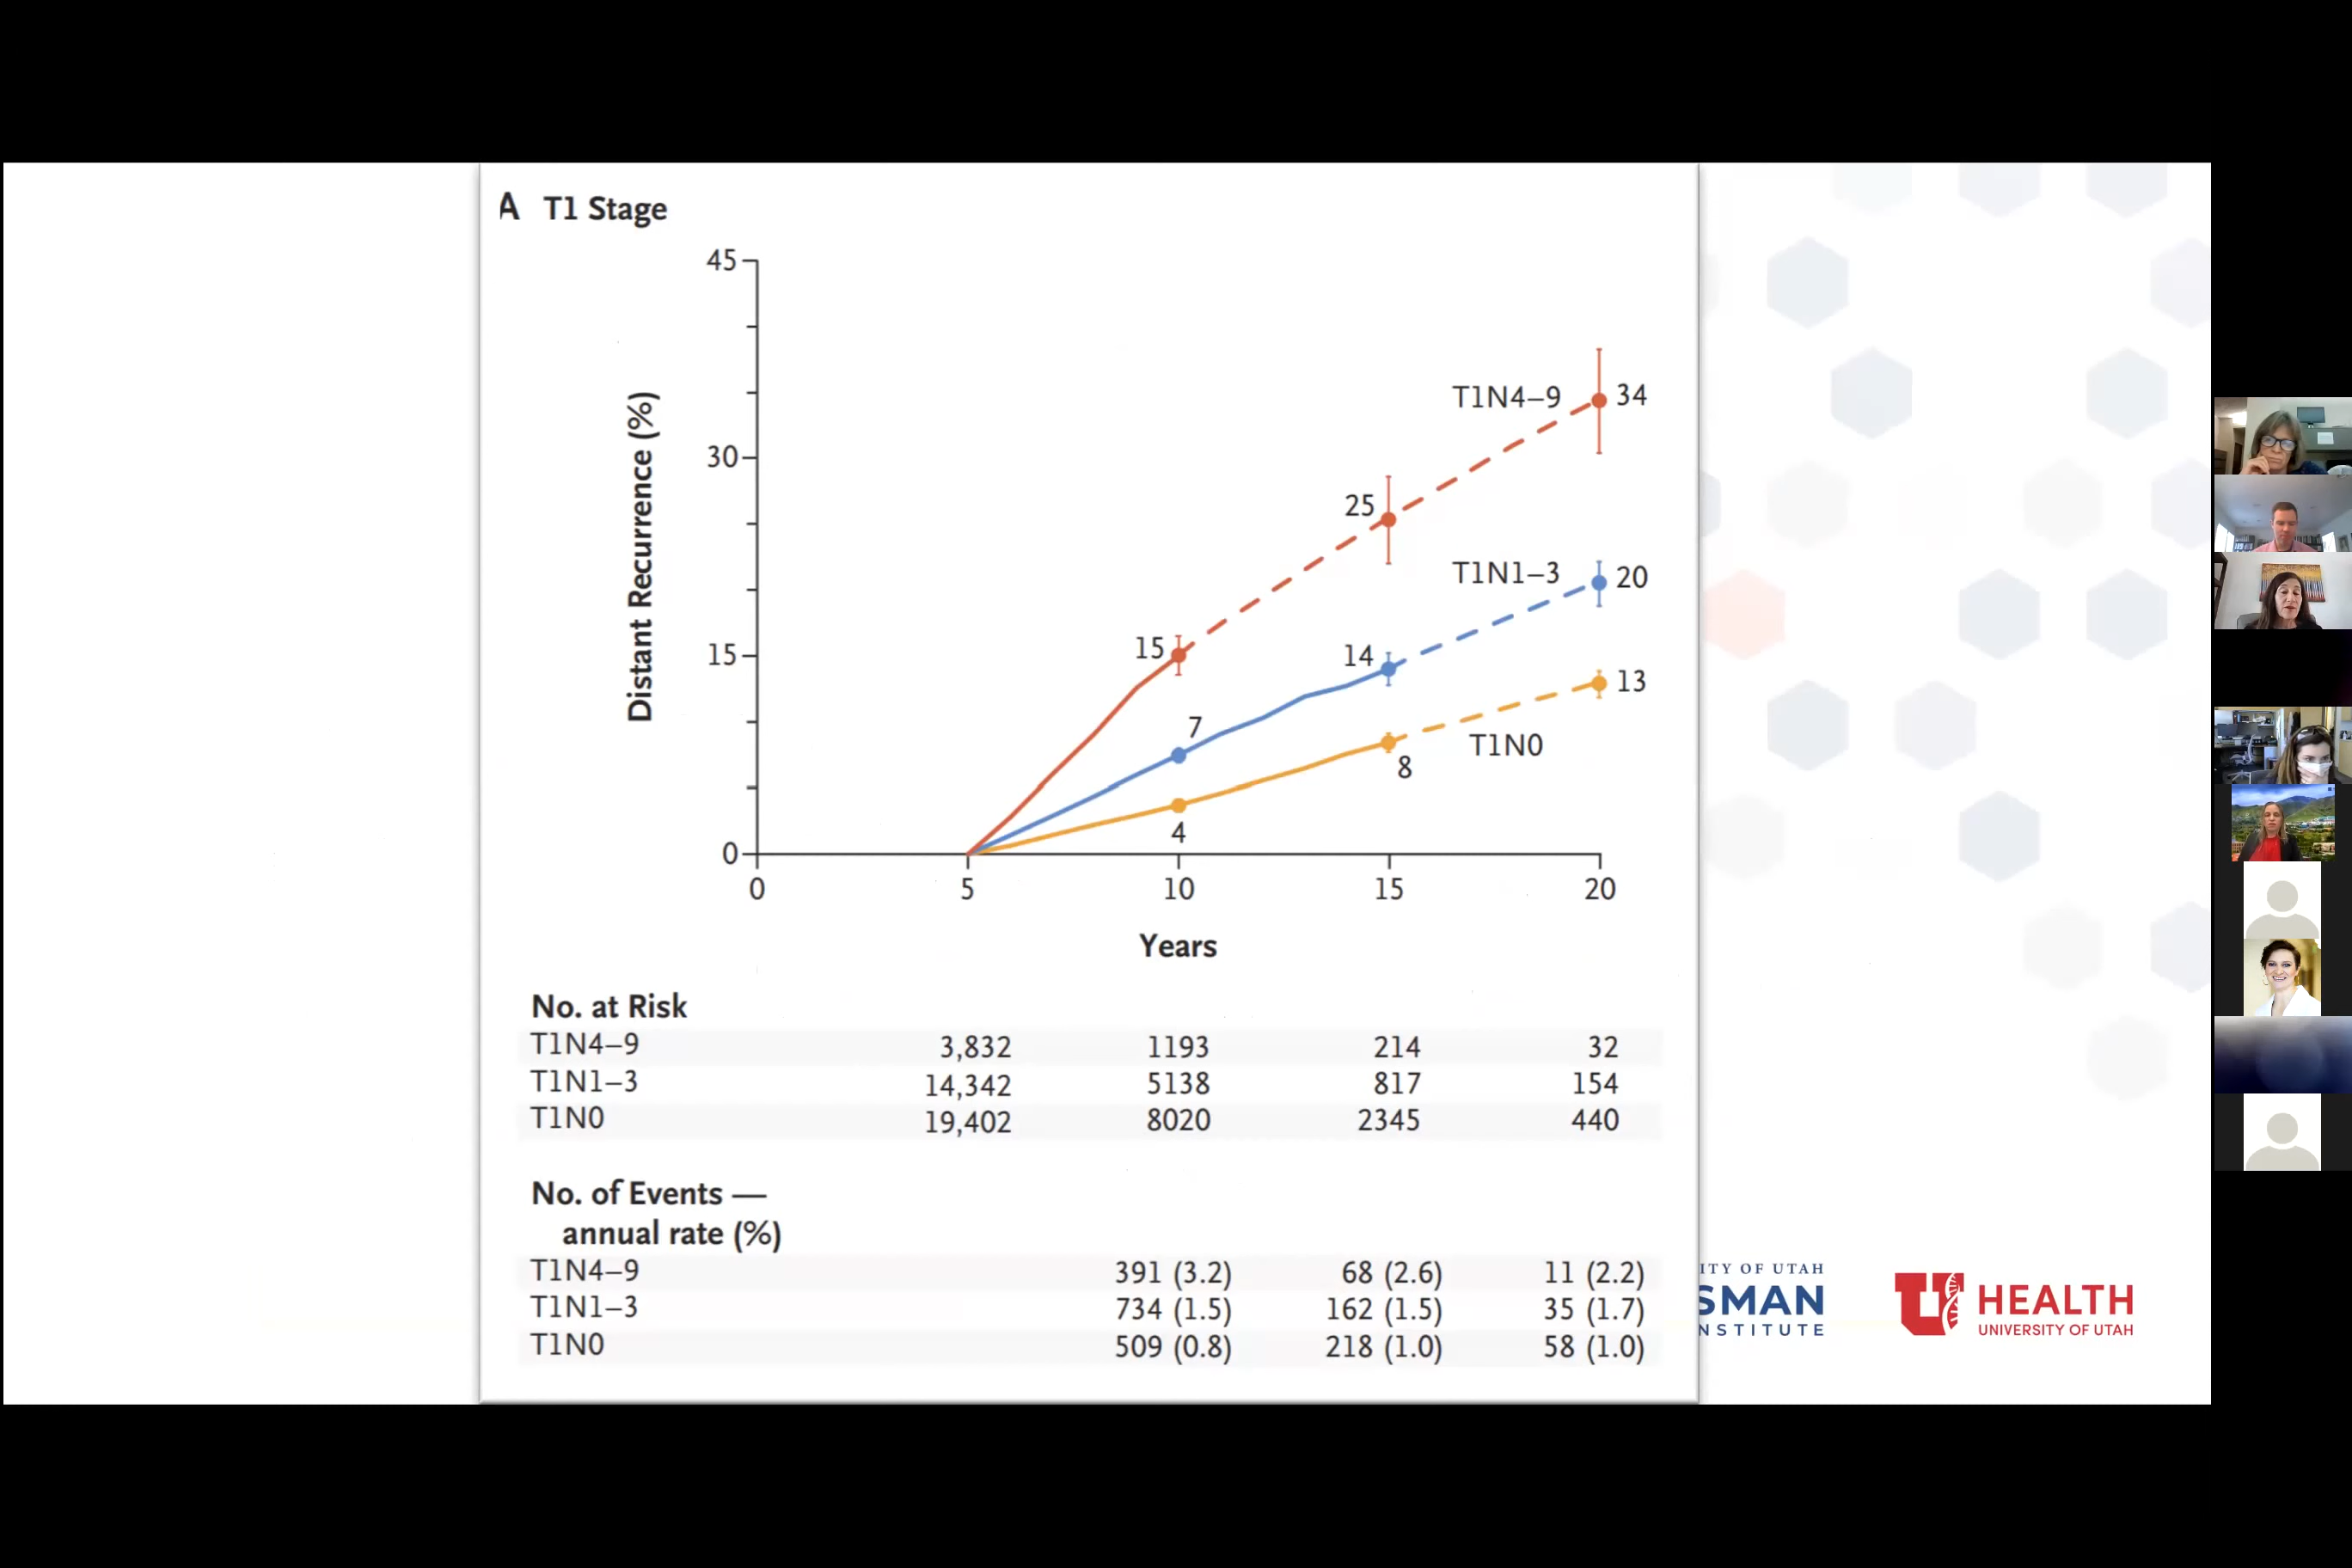 A T1 Stage
45
30
15
0
Distant Recurrence (%)
T1N4–9
34
25
15
T1N1–3
20
14
7
T1N0
13
8
4
0 5 10 15 20
Years
No. at Risk
T1N4–9 3,832 1193 214 32
T1N1–3 14,342 5138 817 154
T1N0 19,402 8020 2345 440
No. of Events —
annual rate (%)
T1N4–9 391 (3.2) 68 (2.6) 11 (2.2)
T1N1–3 734 (1.5) 162 (1.5) 35 (1.7)
T1N0 509 (0.8) 218 (1.0) 58 (1.0)
ITY OF UTAH
SMAN
NSTITUTE
U HEALTH
UNIVERSITY OF UTAH